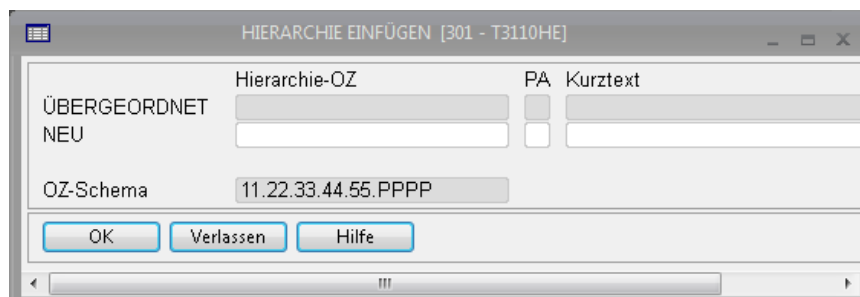 HIERARCHIE EINFÜGEN [301 - T3110HE]
Hierarchie-OZ PA Kurztext
ÜBERGEORDNET
NEU
OZ-Schema 11.22.33.44.55.PPPP
OK Verlassen Hilfe